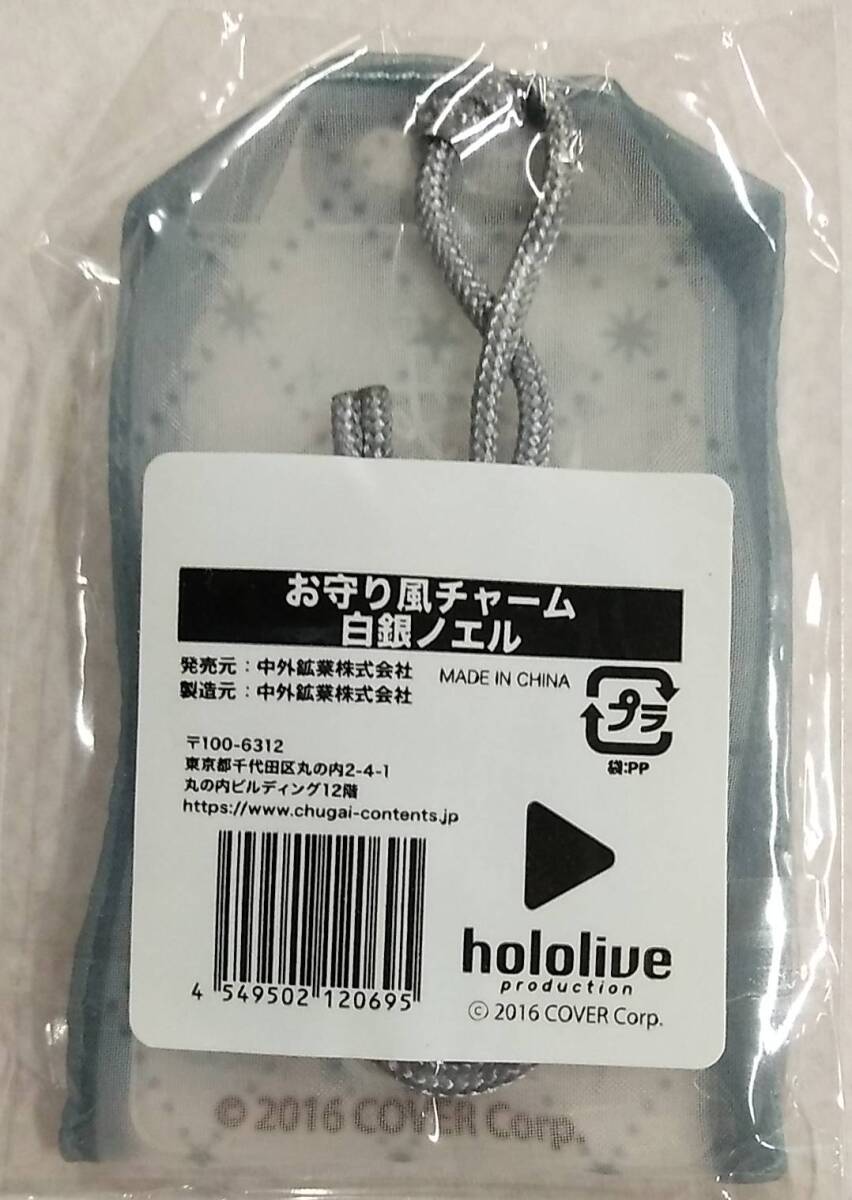 お守り風チャーム
白銀ノエル
発売元：中外鉱業株式会社
製造元：中外鉱業株式会社
MADE IN CHINA
プラ
袋:PP
〒100-6312
東京都千代田区丸の内2-4-1
丸の内ビルディング12階
https://www.chugai-contents.jp
4 549502 120695
hololive
production
© 2016 COVER Corp.
© 2016 COVER Corp.